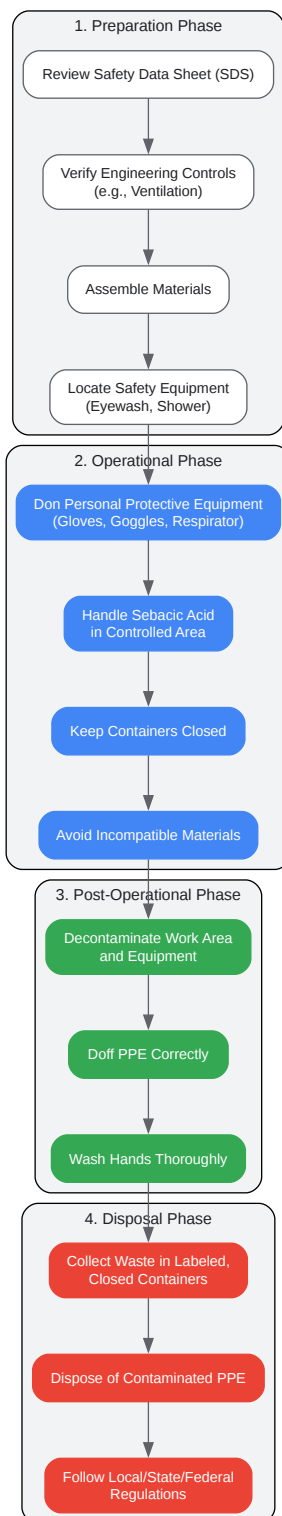 1. Preparation Phase
Review Safety Data Sheet (SDS)
Verify Engineering Controls
(e.g., Ventilation)
Assemble Materials
Locate Safety Equipment
(Eyewash, Shower)
2. Operational Phase
Don Personal Protective Equipment
(Gloves, Goggles, Respirator)
Handle Sebacic Acid
in Controlled Area
Keep Containers Closed
Avoid Incompatible Materials
3. Post-Operational Phase
Decontaminate Work Area
and Equipment
Doff PPE Correctly
Wash Hands Thoroughly
4. Disposal Phase
Collect Waste in Labeled,
Closed Containers
Dispose of Contaminated PPE
Follow Local/State/Federal
Regulations